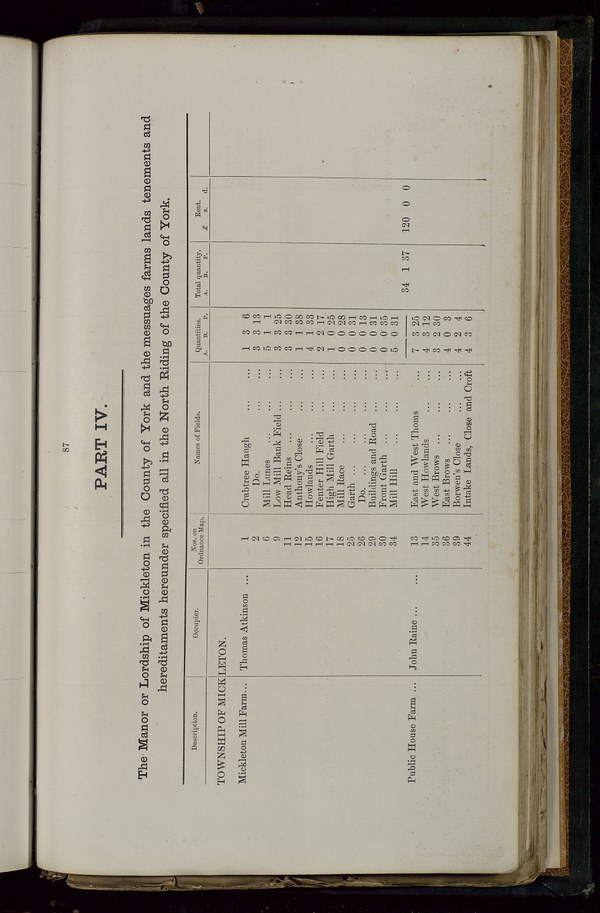 87
PART IV.
The Manor or Lordship of Mickleton in the County of York and the messuages farms lands tenements and
hereditaments hereunder specified all in the North Riding of the County of York.
Description. Occupier. Nos. on Ordnance Map. Names of Fields. Quantities. Total quantity. Rent.
A. R. P. A. R. P. £ s. d.
TOWNSHIP OF MICKLETON.
Mickleton Mill Farm... Thomas Atkinson ... 1 Crabtree Haugh ... ... 1 3 6
2 Do. ... ... 3 3 13
6 Mill Lanes ... ... ... 5 1 1
9 Low Mill Bank Field ... ... 3 3 25
11 Head Reins ... ... ... 3 3 30
12 Anthony's Close ... ... 1 1 38
15 Howlands ... ... ... 4 1 33
16 Fenter Hill Field ... ... 2 2 17
17 High Mill Garth ... ... 1 0 25
18 Mill Race ... ... ... 0 0 28
25 Garth ... ... ... ... 0 0 31
26 Do. ... ... ... ... 0 0 13
29 Buildings and Road ... ... 0 0 31
30 Front Garth ... ... ... 0 0 35
34 Mill Hill ... ... ... 5 0 31
34 1 37 120 0 0
Public House Farm ... John Raine ... ... 13 East and West Thoms ... 7 3 25
14 West Howlands ... ... 4 3 12
35 West Brows ... ... ... 3 2 30
36 East Brows ... ... ... 4 0 3
39 Borwen's Close ... ... 4 2 4
44 Intake Lands, Close and Croft 4 3 6